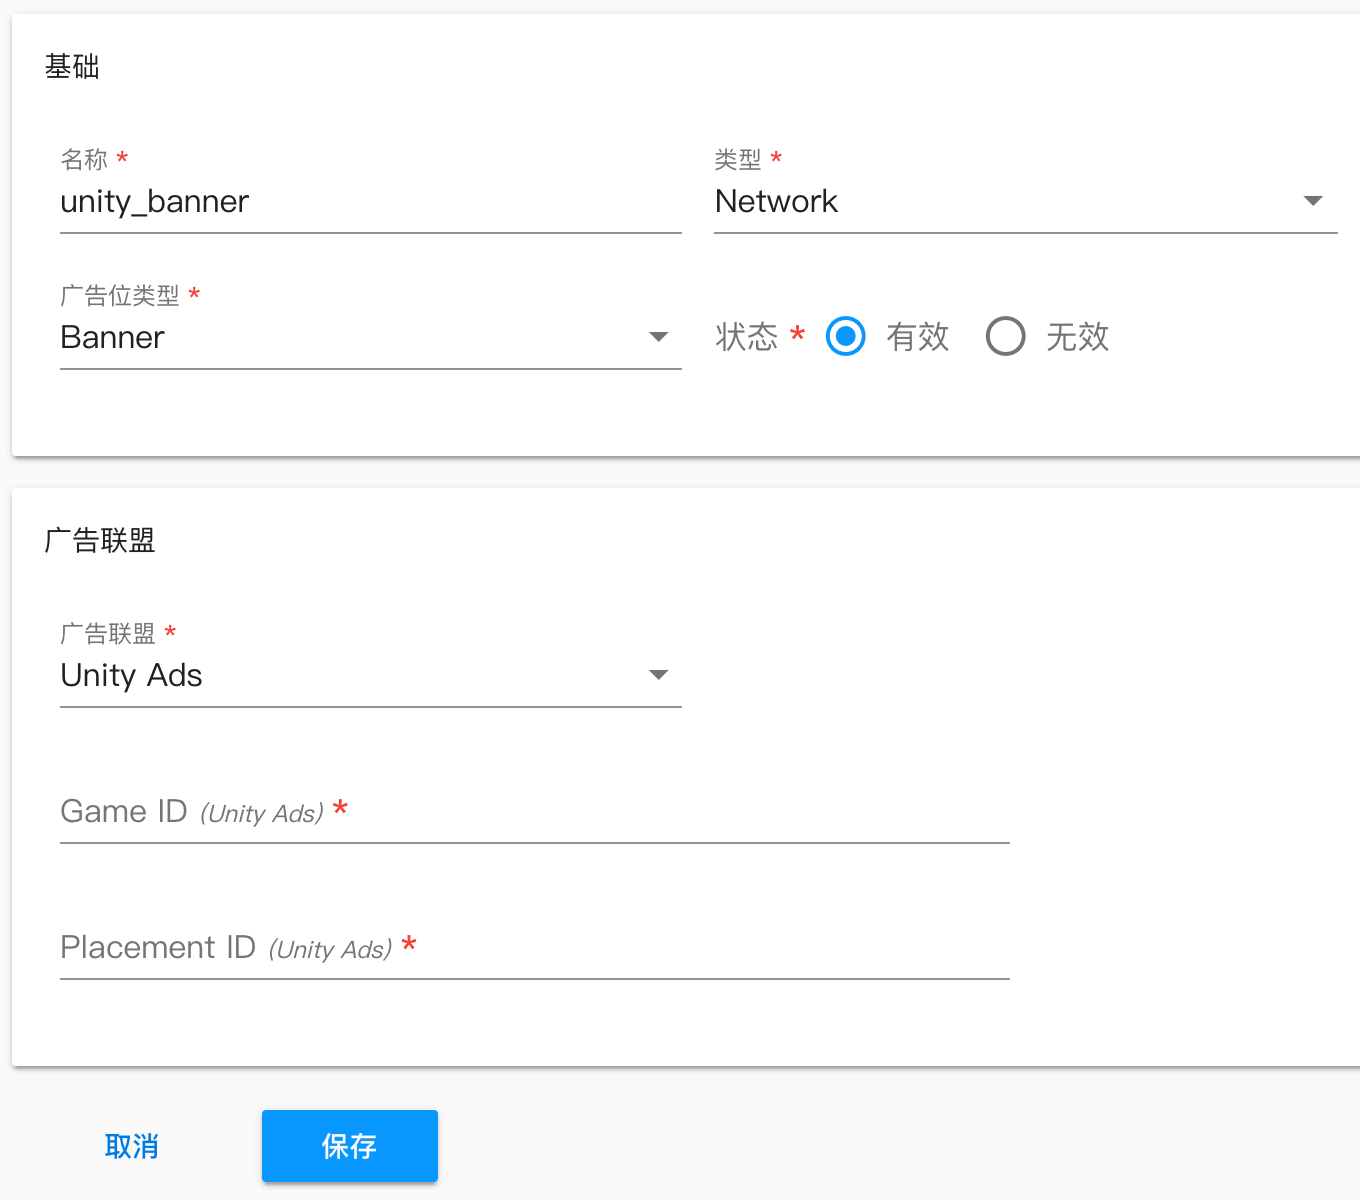 基础
名称 *
unity_banner
类型 *
Network
广告位类型 *
Banner
状态 * 有效 无效
广告联盟
广告联盟 *
Unity Ads
Game ID (Unity Ads) *
Placement ID (Unity Ads) *
取消 保存